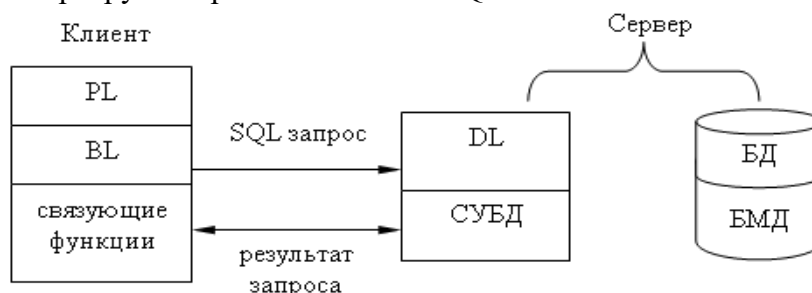 Клиент
Сервер
PL
BL
связующие
функции
SQL запрос
результат
запроса
DL
СУБД
БД
БМД